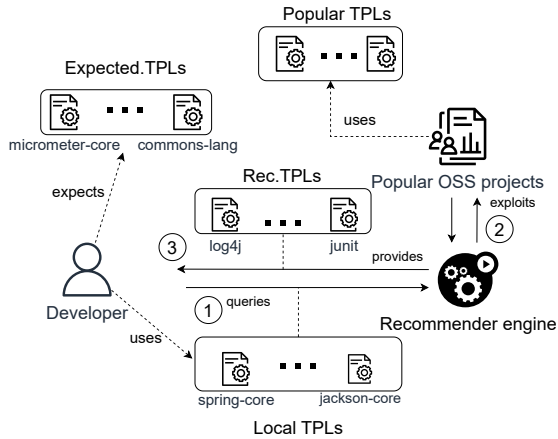 Popular TPLs
Expected.TPLs
uses
micrometer-core
commons-lang
Popular OSS projects
expects
Rec.TPLs
exploits
log4j
junit
2
3
provides
1
queries
Developer
Recommender engine
uses
spring-core
jackson-core
Local TPLs